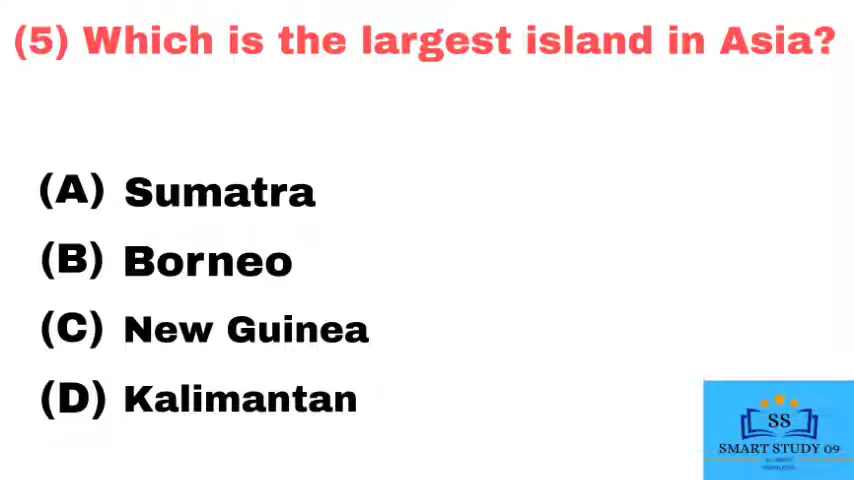 (5) Which is the largest island in Asia?
(A) Sumatra
(B) Borneo
(C) New Guinea
(D) Kalimantan
SS
SMART STUDY 09